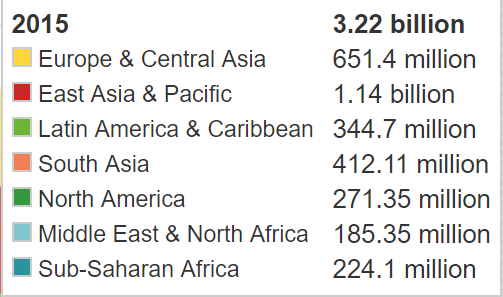 2015 3.22 billion
Europe & Central Asia 651.4 million
East Asia & Pacific 1.14 billion
Latin America & Caribbean 344.7 million
South Asia 412.11 million
North America 271.35 million
Middle East & North Africa 185.35 million
Sub-Saharan Africa 224.1 million